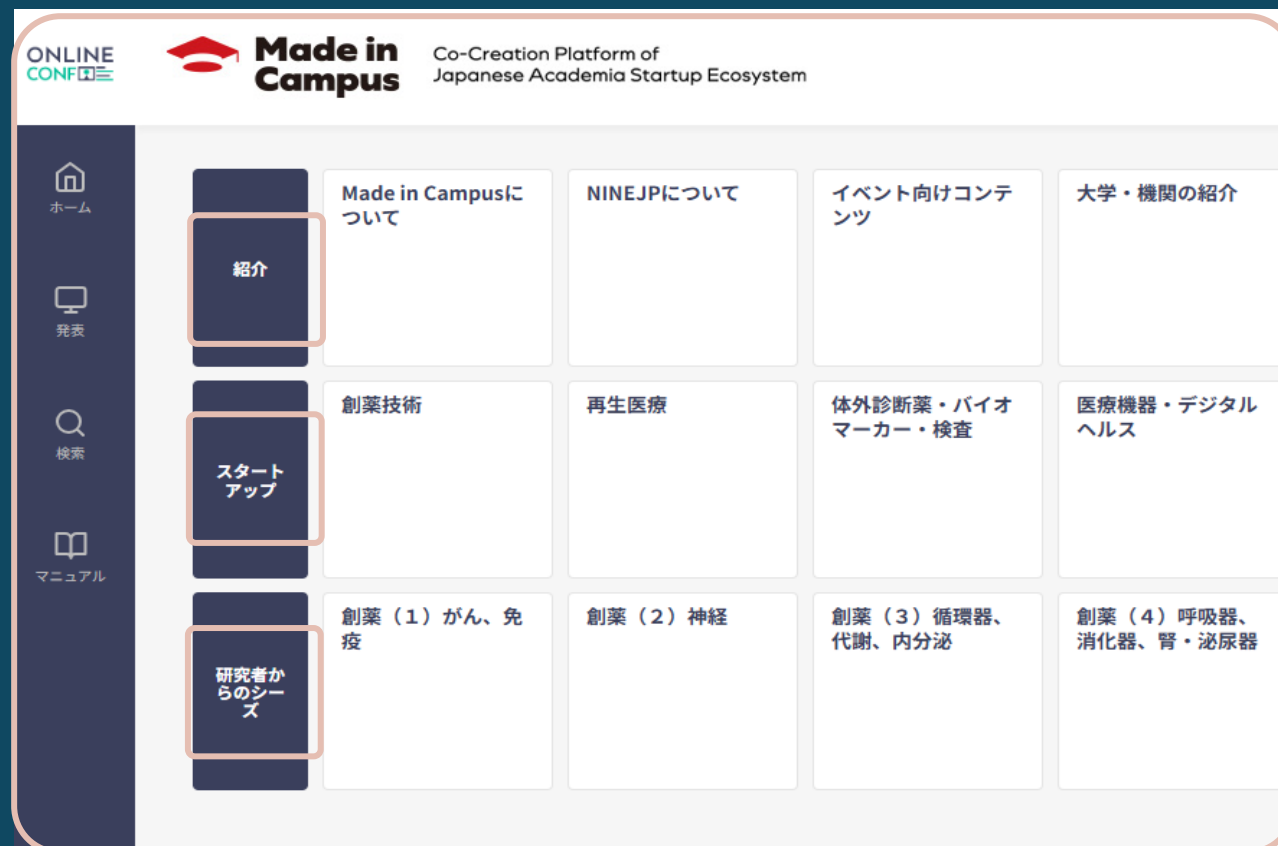 ONLINE
CONF
Made in
Campus
Co-Creation Platform of
Japanese Academia Startup Ecosystem
ホーム
発表
検索
マニュアル
紹介
Made in Campusに
ついて
NINEJPについて
イベント向けコンテ
ンツ
大学・機関の紹介
スタート
アップ
創薬技術
再生医療
体外診断薬・バイオ
マーカー・検査
医療機器・デジタル
ヘルス
研究者か
らのシー
ズ
創薬（１）がん、免
疫
創薬（２）神経
創薬（３）循環器、
代謝、内分泌
創薬（４）呼吸器、
消化器、腎・泌尿器